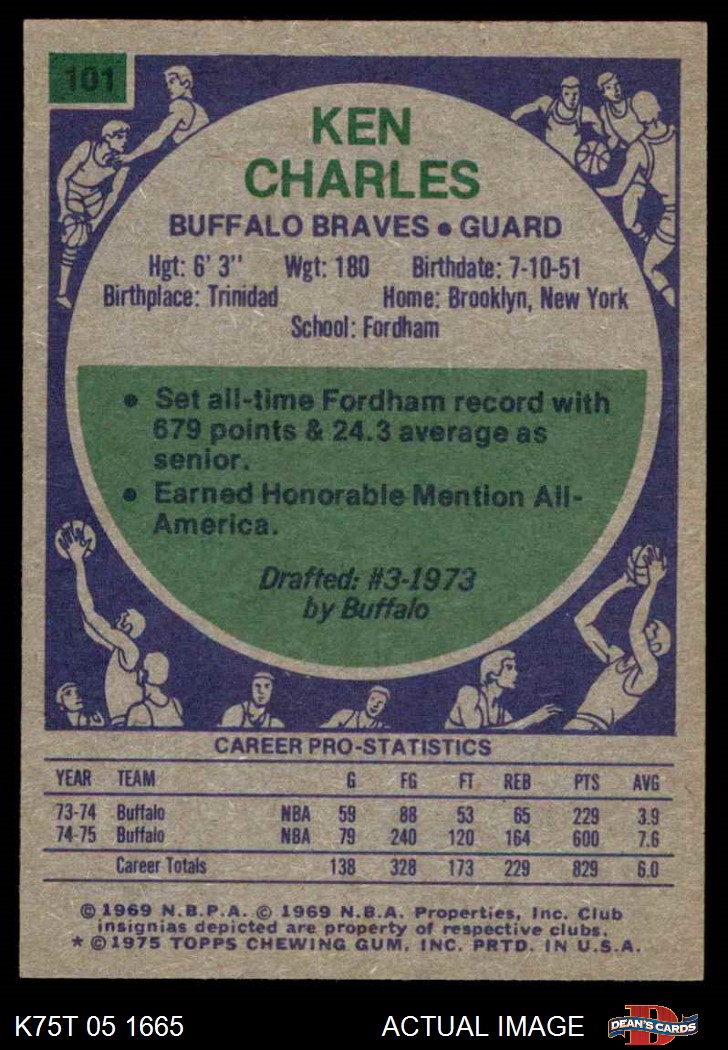 101
KEN
CHARLES
BUFFALO BRAVES • GUARD
Hgt: 6' 3" Wgt: 180 Birthdate: 7-10-51
Birthplace: Trinidad Home: Brooklyn, New York
School: Fordham
• Set all-time Fordham record with
679 points & 24.3 average as
senior.
• Earned Honorable Mention All-
America.
Drafted: #3-1973
by Buffalo
CAREER PRO-STATISTICS
YEAR TEAM G FG FT REB PTS AVG
73-74 Buffalo NBA 59 88 53 65 229 3.9
74-75 Buffalo NBA 79 240 120 164 600 7.6
Career Totals 138 328 173 229 829 6.0
© 1969 N.B.P.A. © 1969 N.B.A. Properties, Inc. Club
insignias depicted are property of respective clubs.
* © 1975 TOPPS CHEWING GUM, INC. PRTD. IN U.S.A.
K75T 05 1665 ACTUAL IMAGE D DEAN'S CARDS